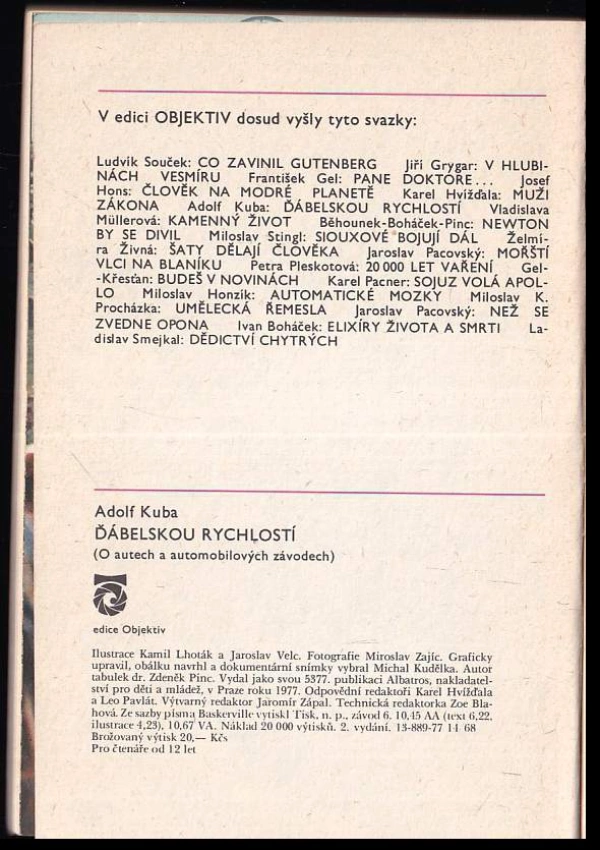 V edici OBJEKTIV dosud vyšly tyto svazky:
Ludvík Souček: CO ZAVINIL GUTENBERG Jiří Grygar: V HLUBI-
NÁCH VESMÍRU František Gel: PANE DOKTORE... Josef
Hons: ČLOVĚK NA MODRÉ PLANETĚ Karel Hvížďala: MUŽI
ZÁKONA Adolf Kuba: ĎÁBELSKOU RYCHLOSTÍ Vladislava
Müllerová: KAMENNÝ ŽIVOT Běhounek-Boháček-Pinc: NEWTON
BY SE DIVIL Miloslav Stingl: SIOUXOVÉ BOJUJÍ DÁL Želmí-
ra Živná: ŠATY DĚLAJÍ ČLOVĚKA Jaroslav Pacovský: MOŘŠTÍ
VLCI NA BLANÍKU Petra Pleskotová: 20 000 LET VAŘENÍ Gel-
-Křesťan: BUDEŠ V NOVINÁCH Karel Pacner: SOJUZ VOLÁ APOL-
LO Miloslav Honzík: AUTOMATICKÉ MOZKY Miloslav K.
Procházka: UMĚLECKÁ ŘEMESLA Jaroslav Pacovský: NEŽ SE
ZVEDNE OPONA Ivan Boháček: ELIXÍRY ŽIVOTA A SMRTI La-
dislav Smejkal: DĚDICTVÍ CHYTRÝCH
Adolf Kuba
ĎÁBELSKOU RYCHLOSTÍ
(O autech a automobilových závodech)
edice Objektiv
Ilustrace Kamil Lhoták a Jaroslav Velc. Fotografie Miroslav Zajíc. Graficky
upravil, obálku navrhl a dokumentární snímky vybral Michal Kudělka. Autor
tabulek dr. Zdeněk Pinc. Vydal jako svou 5377. publikaci Albatros, nakladatel-
ství pro děti a mládež, v Praze roku 1977. Odpovědní redaktoři Karel Hvížďala
a Leo Pavlát. Výtvarný redaktor Jaromír Zápal. Technická redaktorka Zoe Bla-
hová. Ze sazby písma Baskerville vytiskl Tisk, n. p., závod 6. 10,45 AA (text 6,22,
ilustrace 4,23), 10,67 VA. Náklad 20 000 výtisků. 2. vydání. 13-889-77 14 68
Brožovaný výtisk 20,— Kčs
Pro čtenáře od 12 let